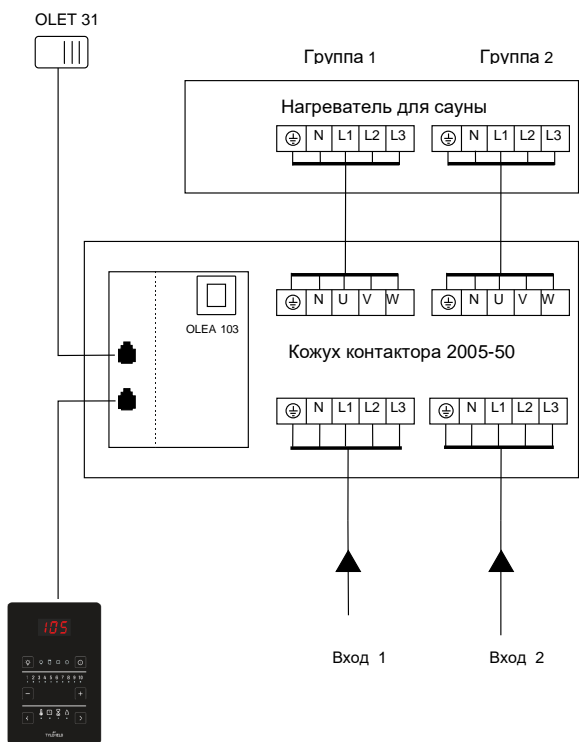 OLET 31
Группа 1 Группа 2
Нагреватель для сауны
N L1 L2 L3 N L1 L2 L3
N U V W N U V W
OLEA 103
Кожух контактора 2005-50
N L1 L2 L3 N L1 L2 L3
Вход 1 Вход 2
105
1 2 3 4 5 6 7 8 9 10
− +
< >
TYLÖHELO